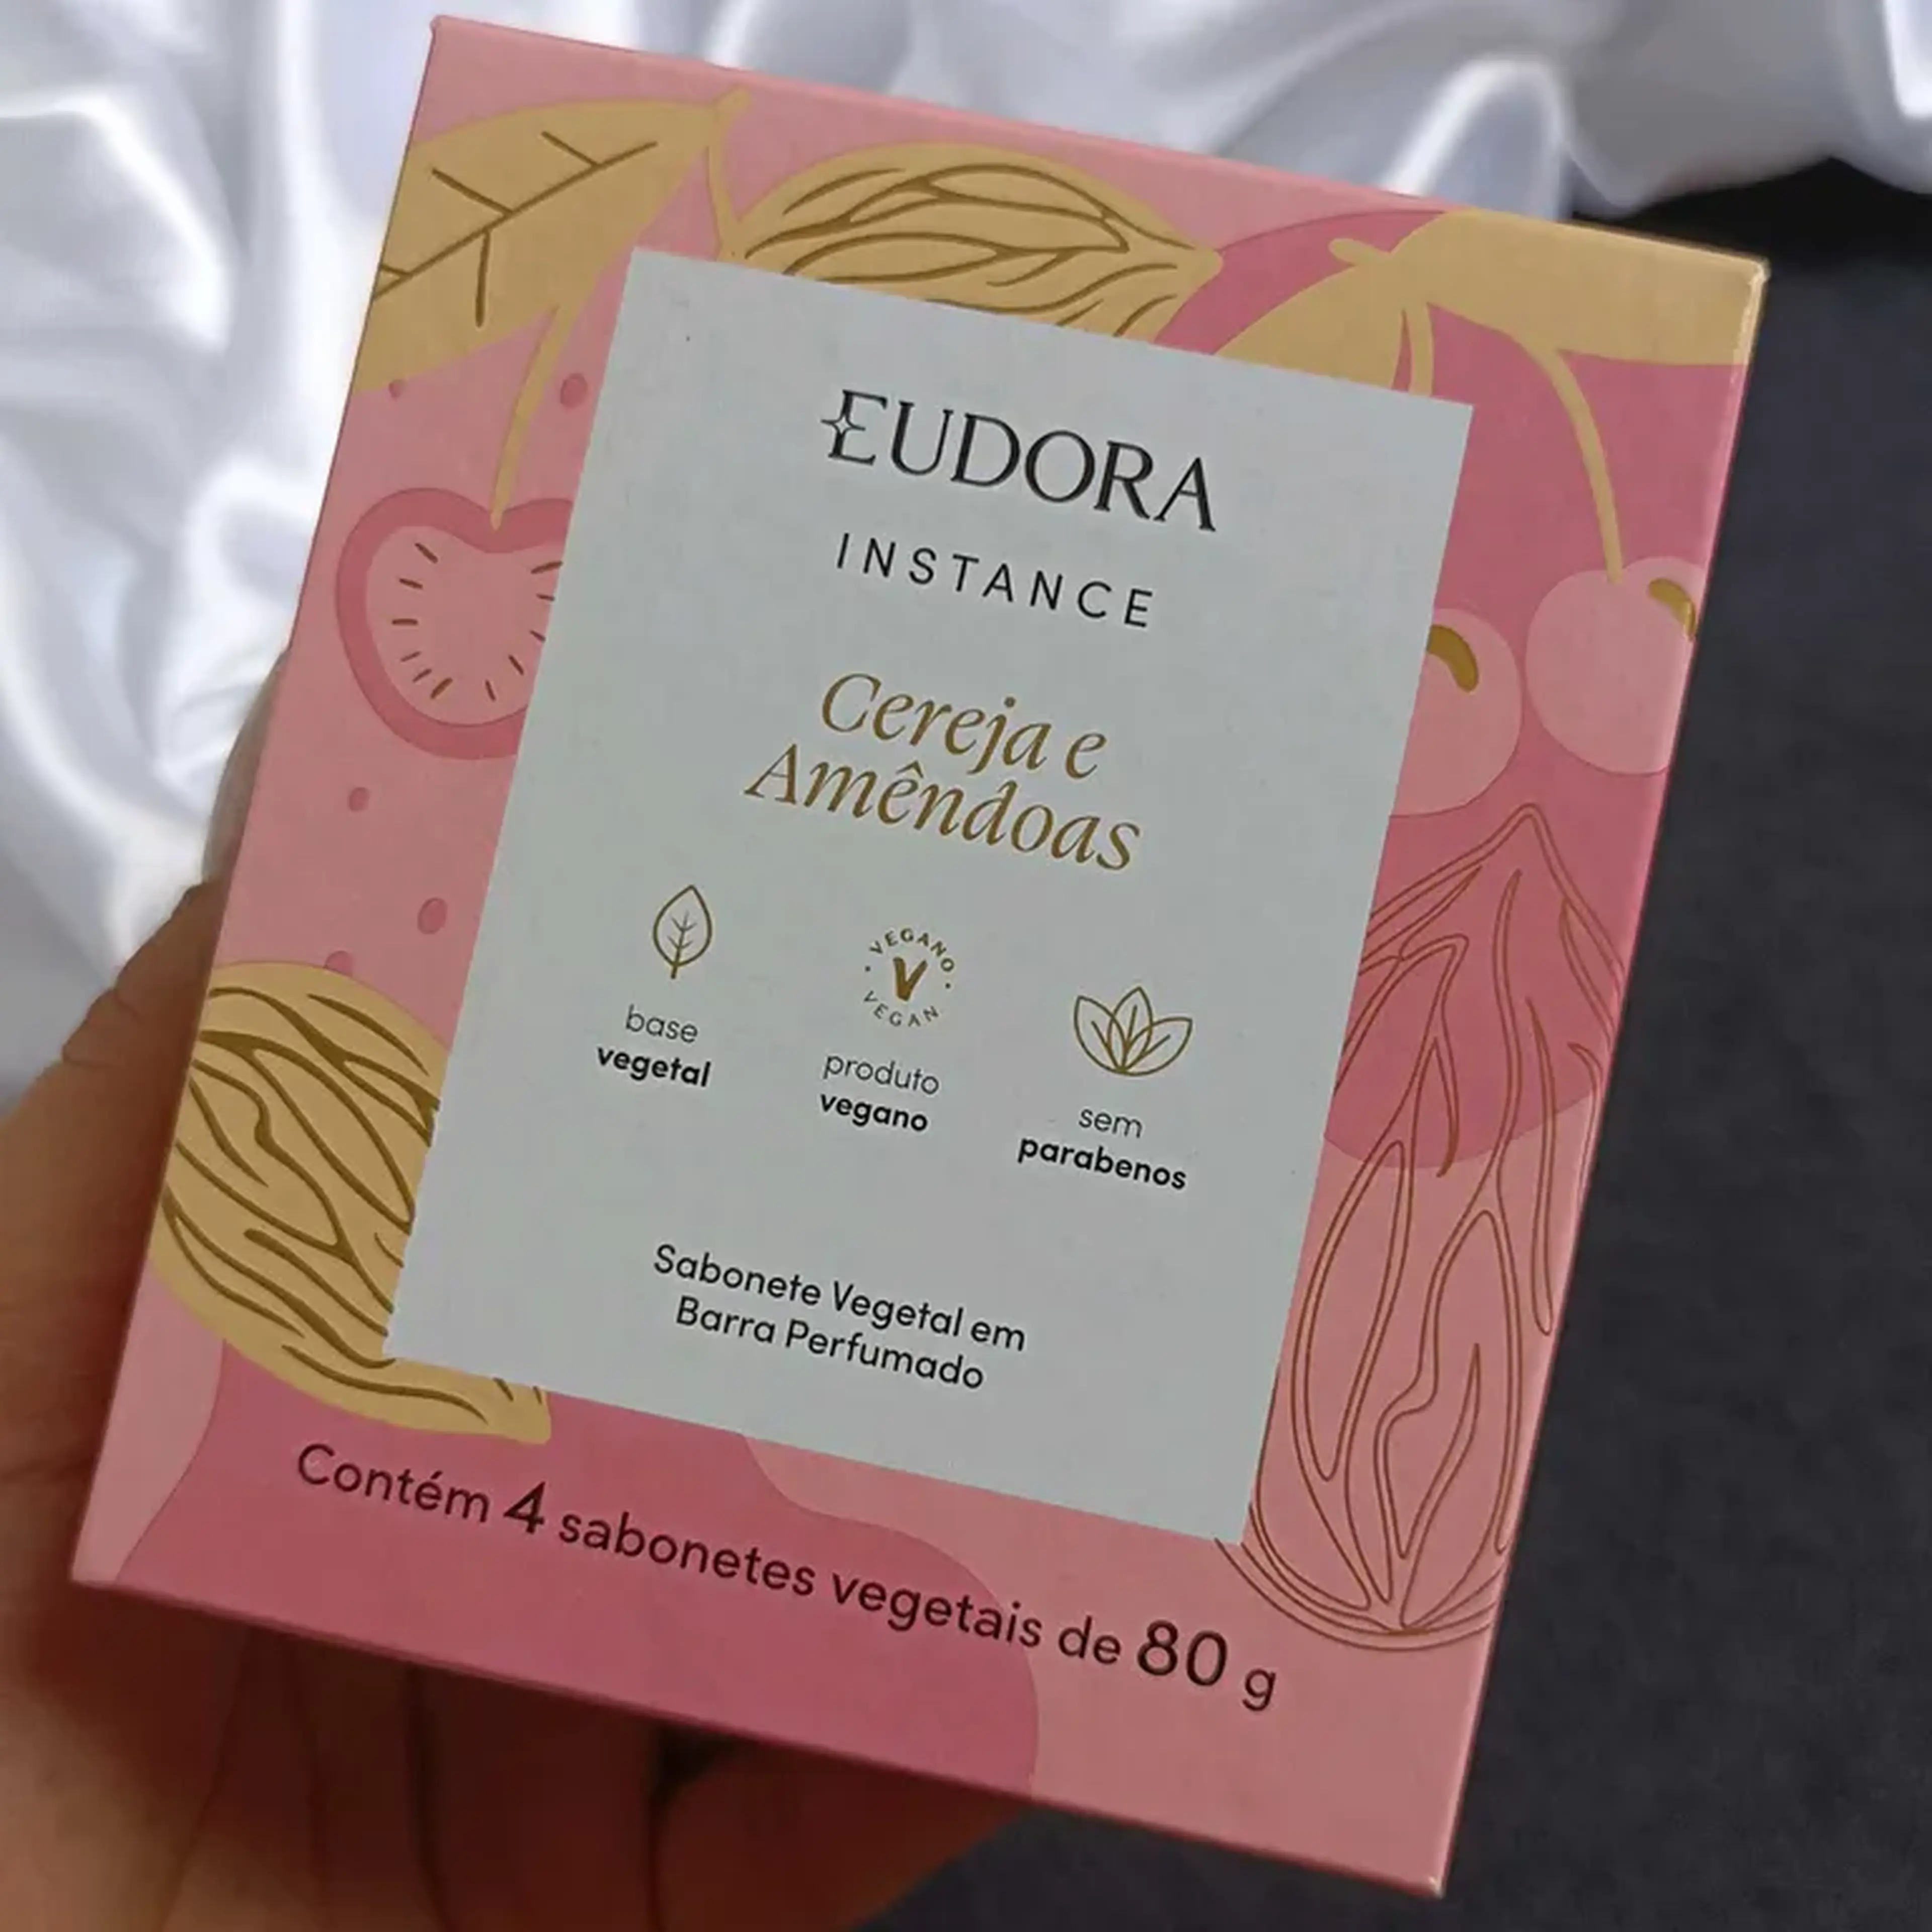 EUDORA
INSTANCE
Cereja e
Amêndoas
VEGANO
V
VEGAN
base
vegetal
produto
vegano
sem
parabenos
Sabonete Vegetal em
Barra Perfumado
Contém 4 sabonetes vegetais de 80 g